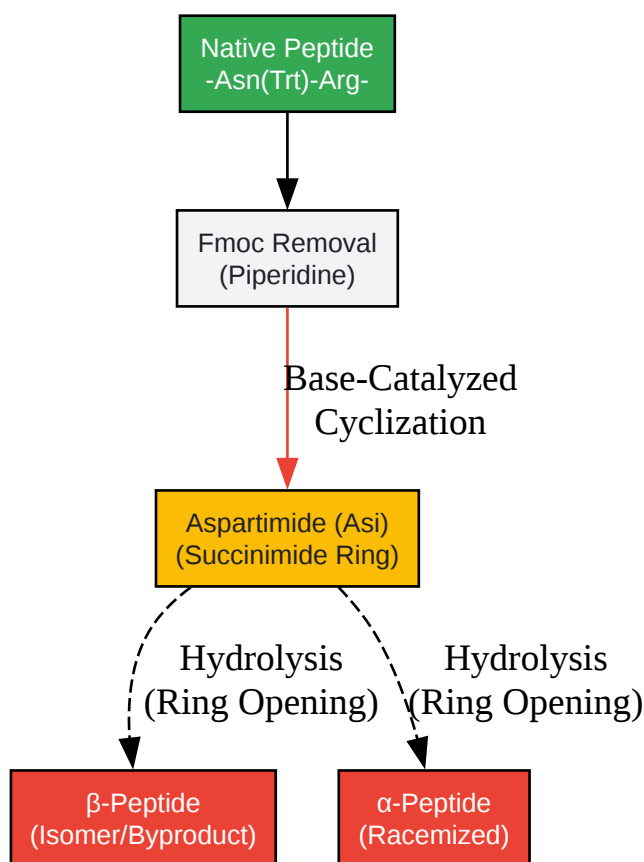 Native Peptide
-Asn(Trt)-Arg-
Fmoc Removal
(Piperidine)
Base-Catalyzed
Cyclization
Aspartimide (Asi)
(Succinimide Ring)
Hydrolysis
(Ring Opening)
Hydrolysis
(Ring Opening)
β-Peptide
(Isomer/Byproduct)
α-Peptide
(Racemized)